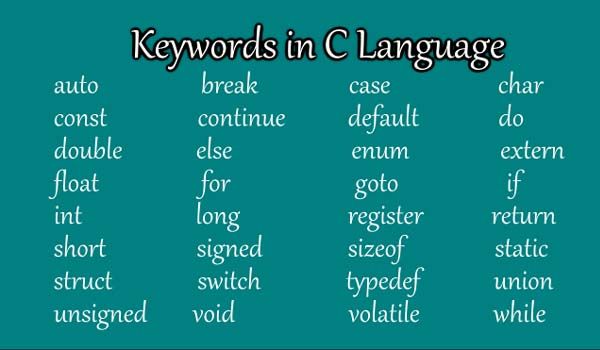 Keywords in C Language
auto break case char
const continue default do
double else enum extern
float for goto if
int long register return
short signed sizeof static
struct switch typedef union
unsigned void volatile while